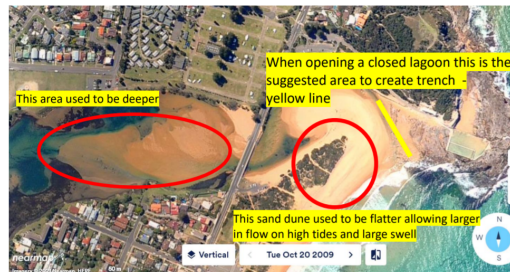 When opening a closed lagoon this is the
suggested area to create trench -
yellow line
This area used to be deeper
This sand dune used to be flatter allowing larger
in flow on high tides and large swell
nearmap
50 m
Vertical
Tue Oct 20 2009
N
W
S